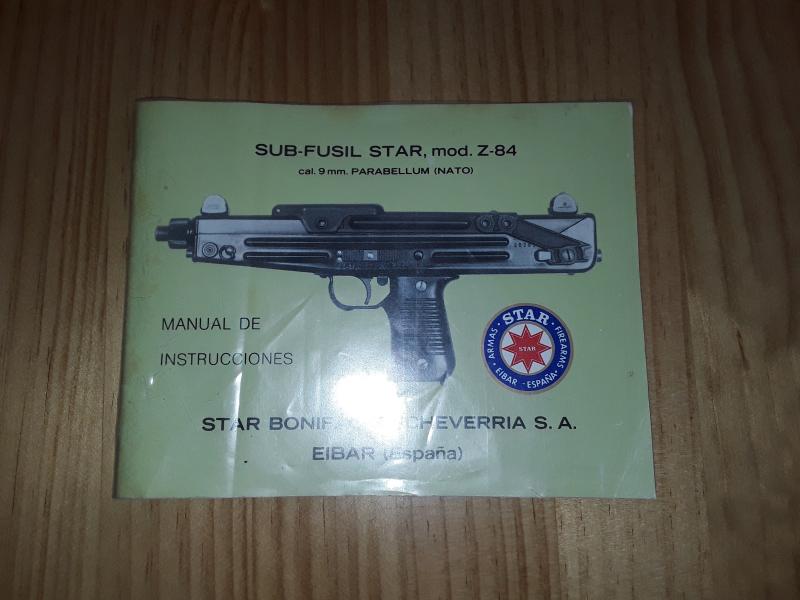 SUB-FUSIL STAR, mod. Z-84
cal. 9 mm. PARABELLUM (NATO)
MANUAL DE
INSTRUCCIONES
STAR · FIREARMS · EIBAR - ESPAÑA · ARMAS ·
STAR
STAR ECHEVERRIA S. A.
EIBAR (España)